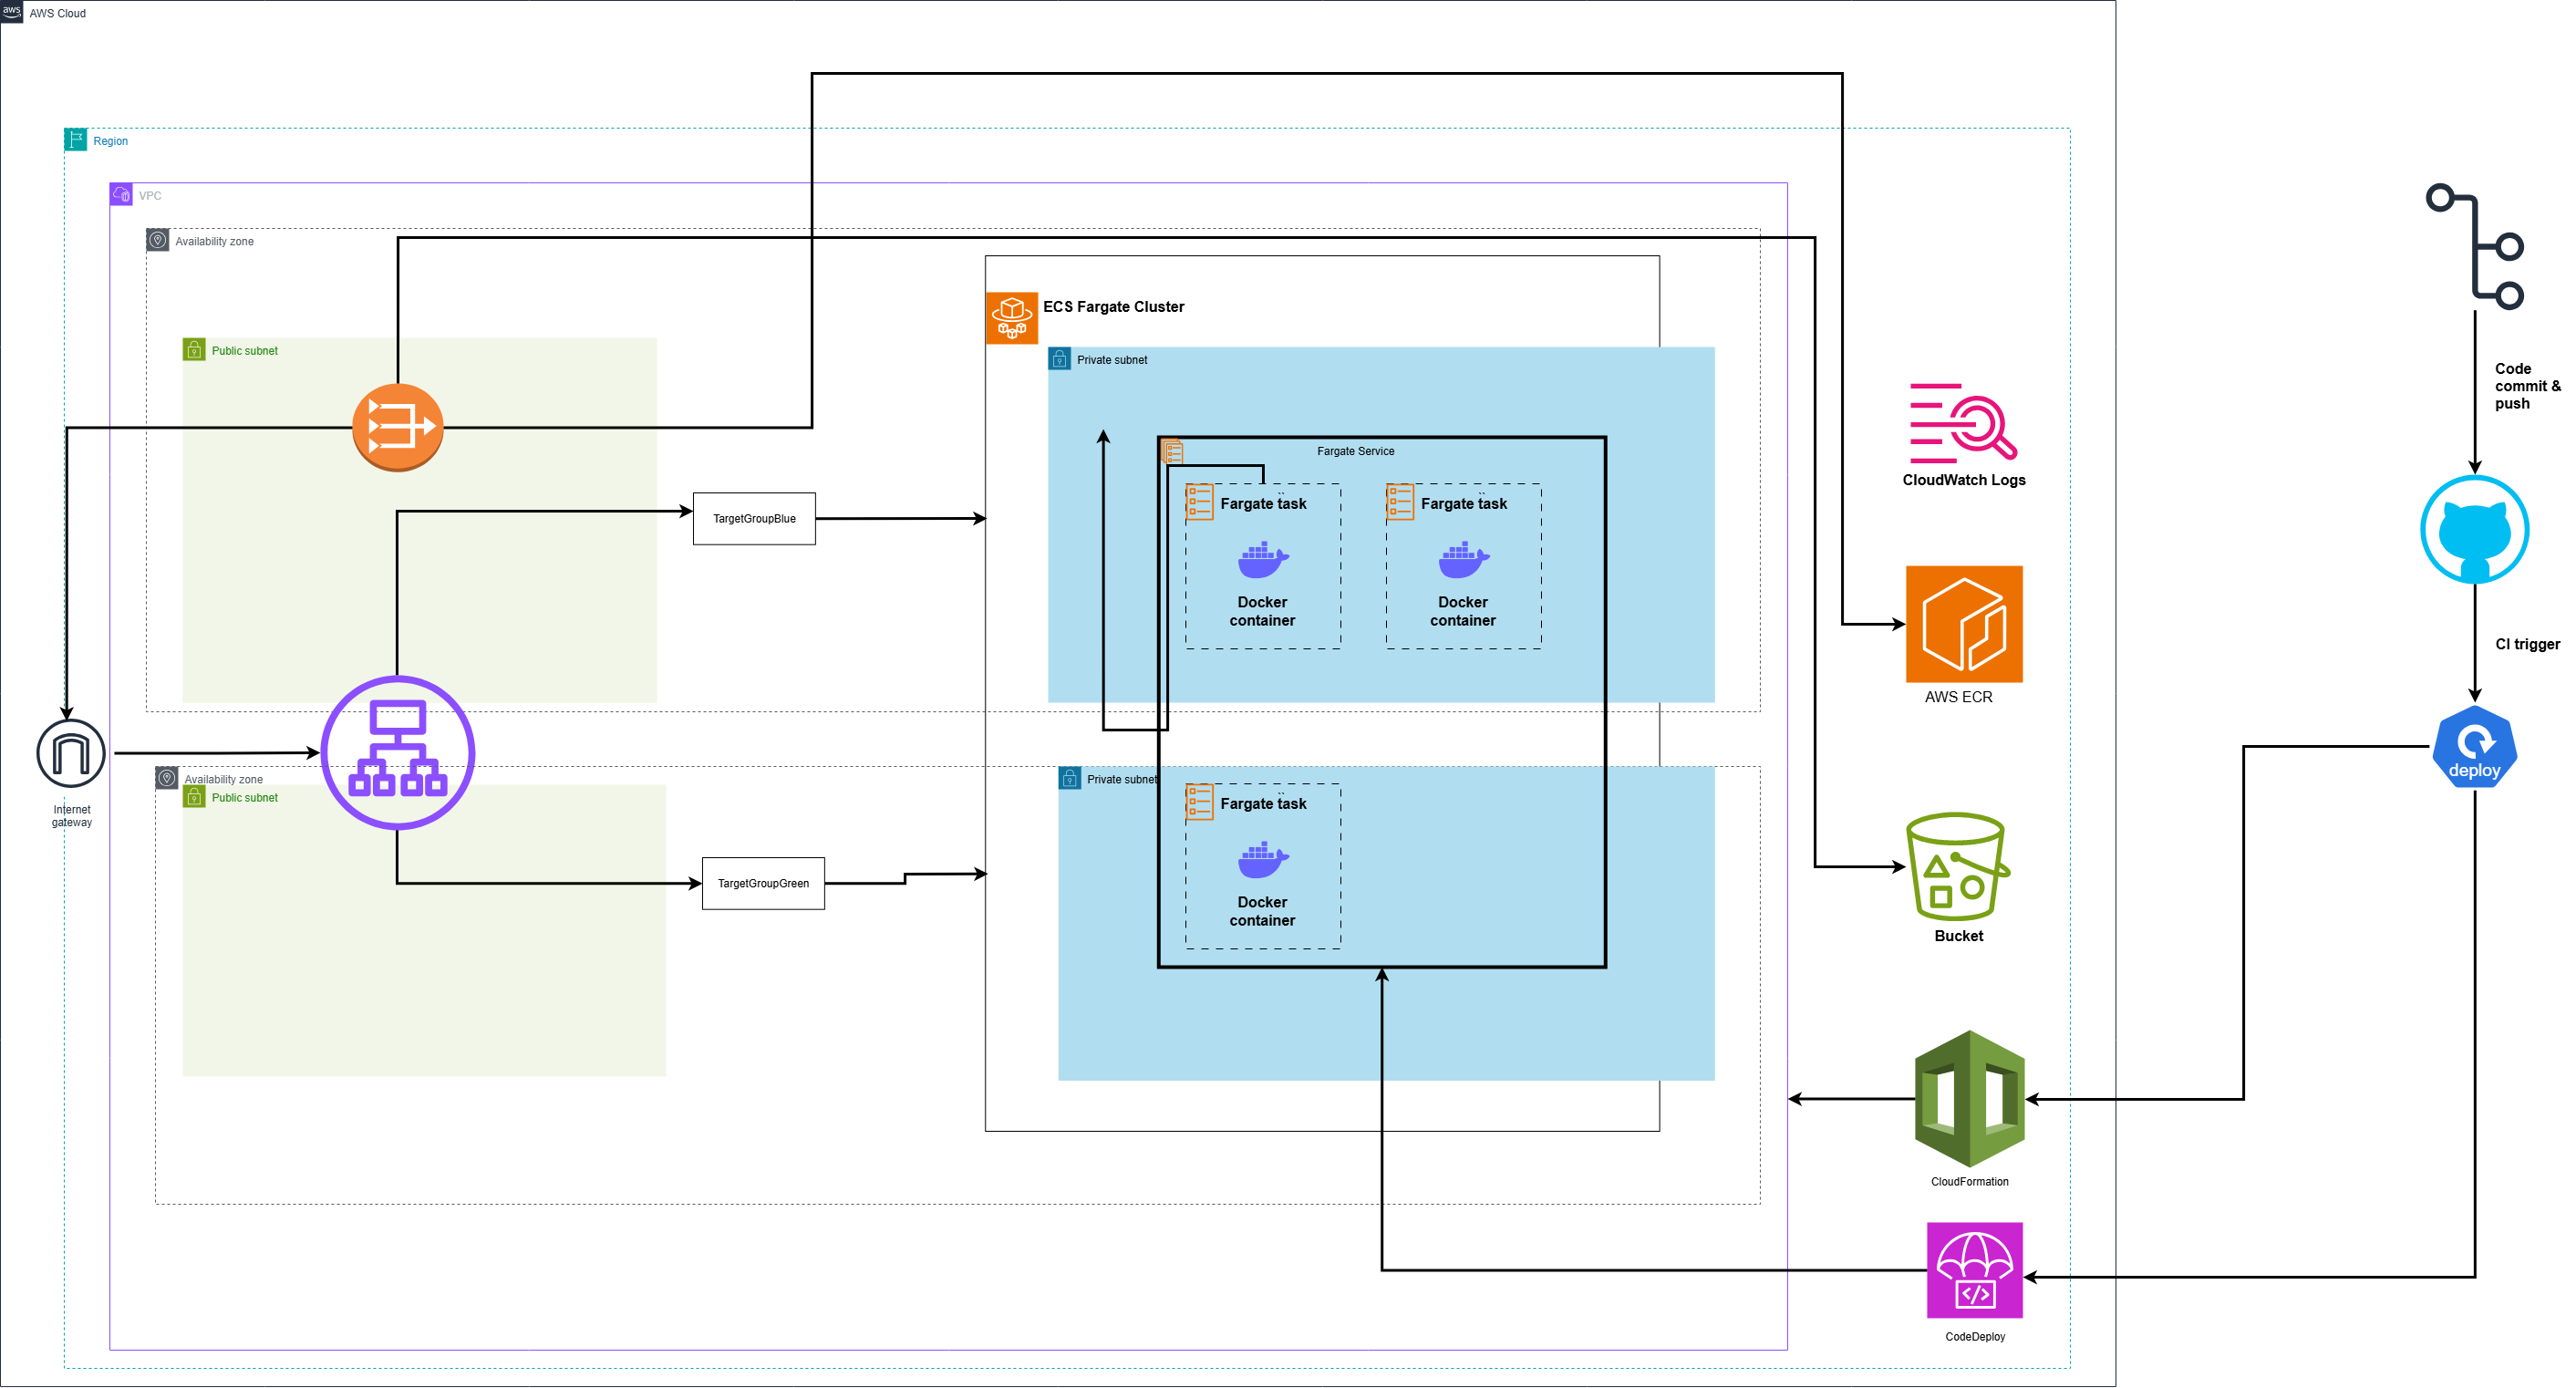 aws
AWS Cloud
Region
VPC
Availability zone
ECS Fargate Cluster
Public subnet
Private subnet
Code
commit &
push
Fargate Service
CloudWatch Logs
Fargate task
Fargate task
TargetGroupBlue
Docker
container
Docker
container
CI trigger
AWS ECR
deploy
Internet
gateway
Availability zone
Public subnet
Private subnet
Fargate task
TargetGroupGreen
Docker
container
Bucket
CloudFormation
</>
CodeDeploy